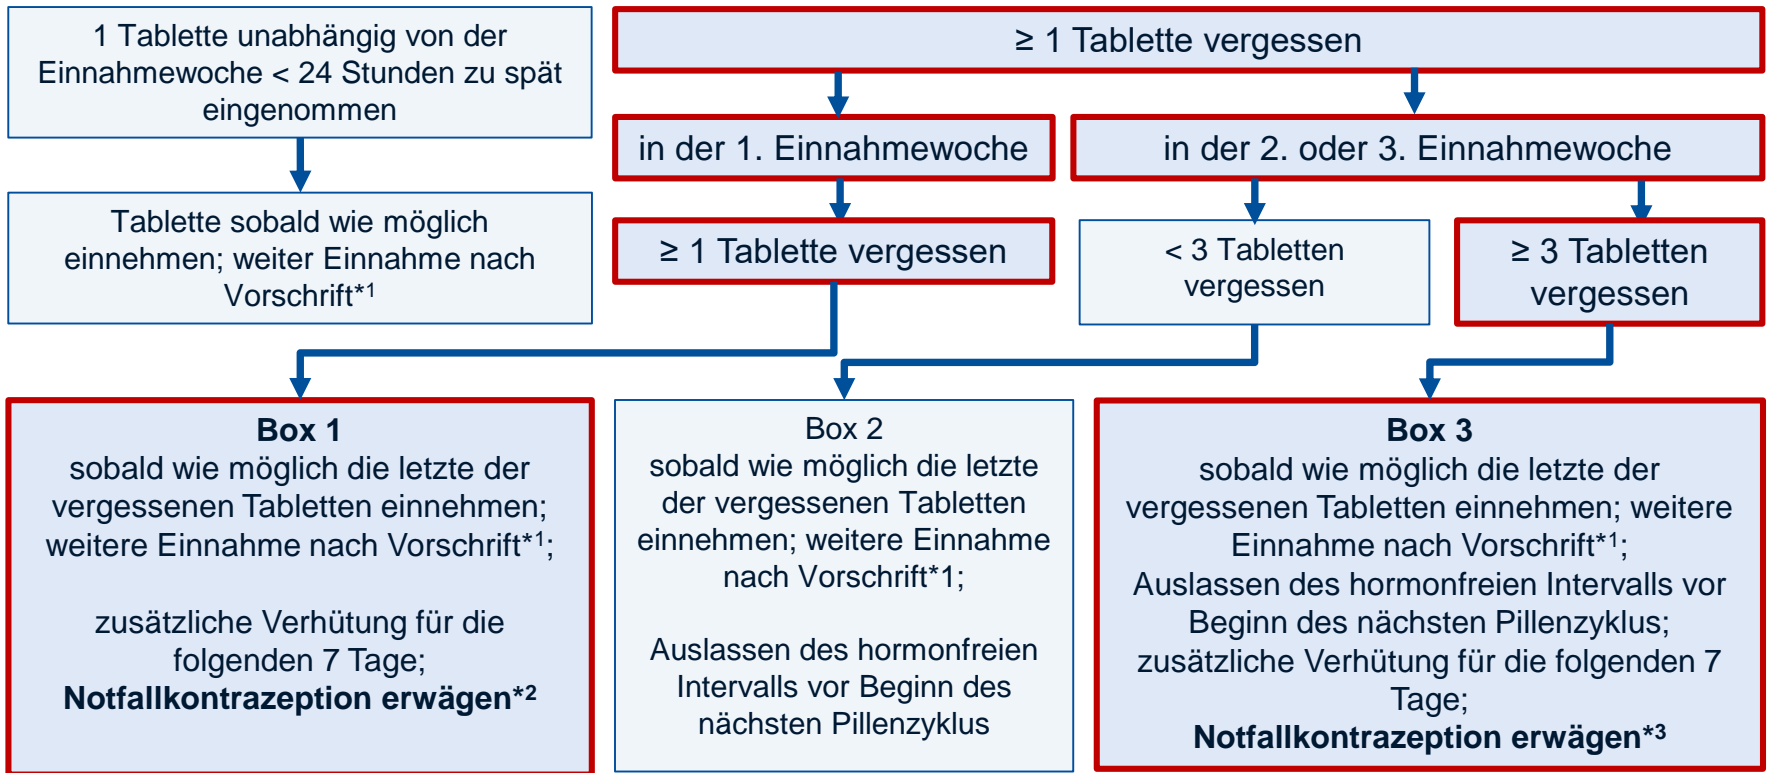 1 Tablette unabhängig von der
Einnahmewoche < 24 Stunden zu spät
eingenommen
≥ 1 Tablette vergessen
in der 1. Einnahmewoche
in der 2. oder 3. Einnahmewoche
Tablette sobald wie möglich
einnehmen; weiter Einnahme nach
Vorschrift*¹
≥ 1 Tablette vergessen
< 3 Tabletten
vergessen
≥ 3 Tabletten
vergessen
Box 1
sobald wie möglich die letzte der
vergessenen Tabletten einnehmen;
weitere Einnahme nach Vorschrift*¹;
zusätzliche Verhütung für die
folgenden 7 Tage;
Notfallkontrazeption erwägen*²
Box 2
sobald wie möglich die letzte
der vergessenen Tabletten
einnehmen; weitere Einnahme
nach Vorschrift*1;
Auslassen des hormonfreien
Intervalls vor Beginn des
nächsten Pillenzyklus
Box 3
sobald wie möglich die letzte der
vergessenen Tabletten einnehmen; weitere
Einnahme nach Vorschrift*¹;
Auslassen des hormonfreien Intervalls vor
Beginn des nächsten Pillenzyklus;
zusätzliche Verhütung für die folgenden 7
Tage;
Notfallkontrazeption erwägen*³